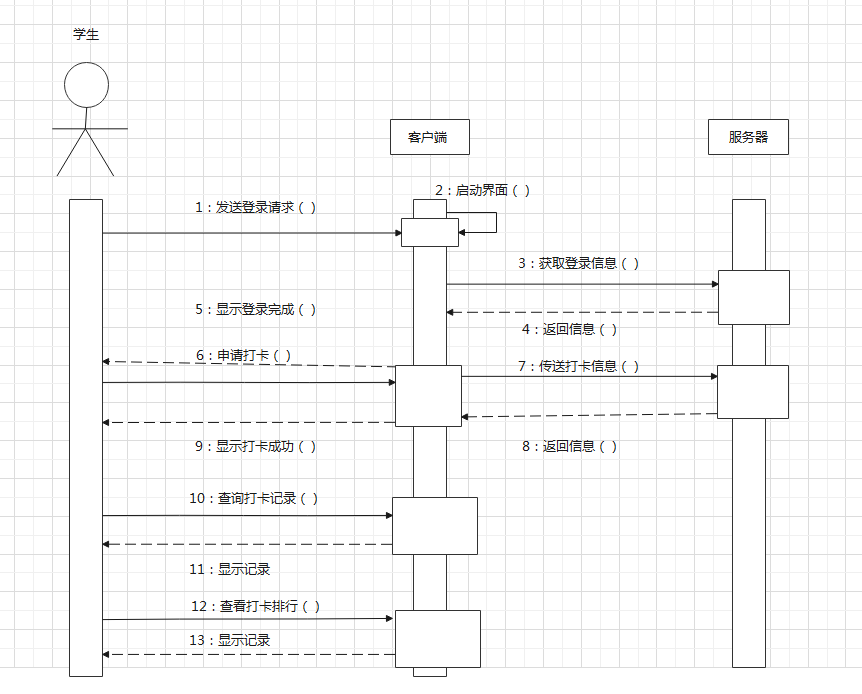 学生
客户端
服务器
2：启动界面（ ）
1：发送登录请求（ ）
3：获取登录信息（ ）
5：显示登录完成（ ）
4：返回信息（ ）
6：申请打卡（ ）
7：传送打卡信息（ ）
9：显示打卡成功（ ）
8：返回信息（ ）
10：查询打卡记录（ ）
11：显示记录
12：查看打卡排行（ ）
13：显示记录